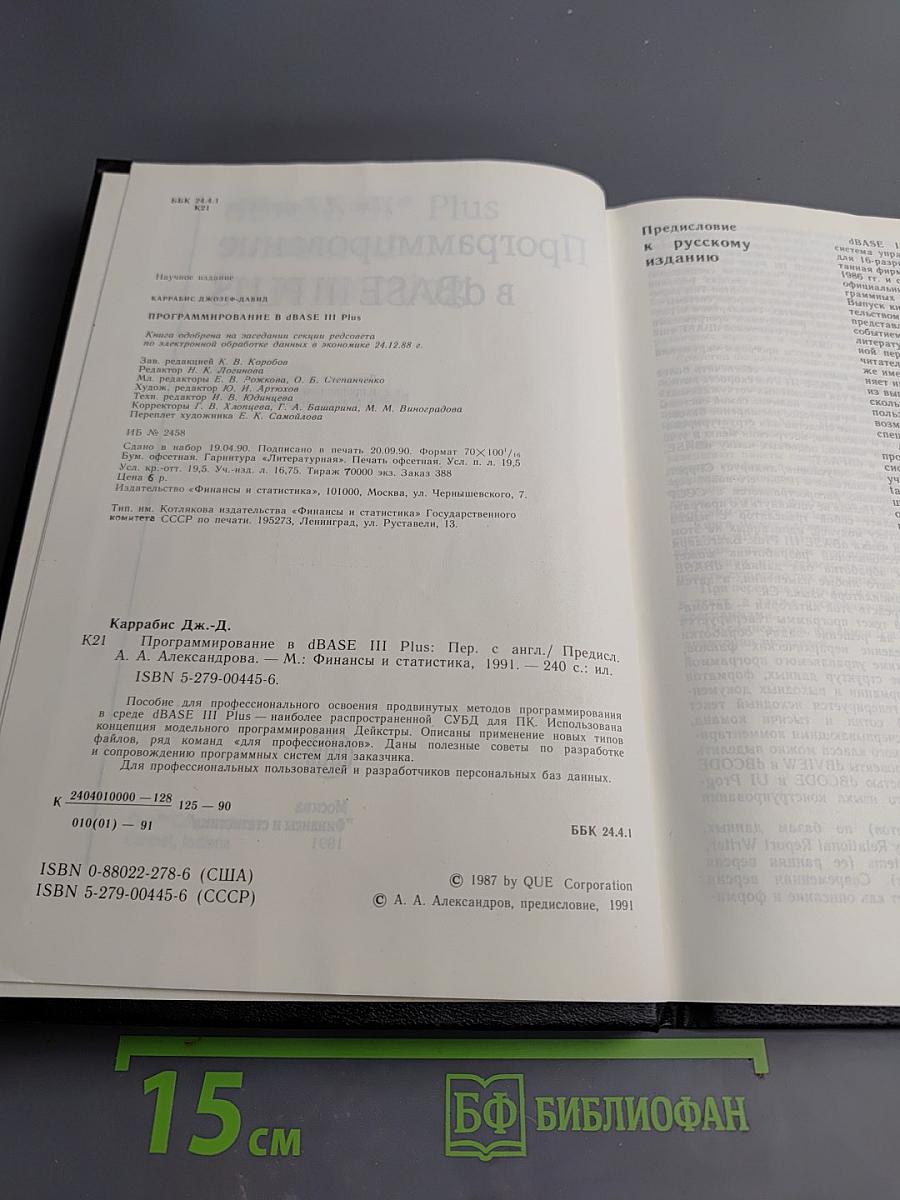 ББК 24.4.1
К21
Научное издание
КАРРАБИС ДЖОЗЕФ-ДАВИД
ПРОГРАММИРОВАНИЕ В dBASE III Plus
Книга одобрена на заседании секции редсовета
по электронной обработке данных в экономике 24.12.88 г.
Зав. редакцией К. В. Коробов
Редактор Н. К. Логинова
Мл. редакторы Е. В. Рожкова, О. Б. Степанченко
Худож. редактор Ю. И. Артюхов
Техн. редактор И. В. Юдинцева
Корректоры Г. В. Хлопцева, Г. А. Башарина, М. М. Виноградова
Переплет художника Е. К. Самойлова
ИБ № 2458
Сдано в набор 19.04.90. Подписано в печать 20.09.90. Формат 70×100¹/₁₆
Бум. офсетная. Гарнитура «Литературная». Печать офсетная. Усл. п. л. 19,5
Усл. кр.-отт. 19,5. Уч.-изд. л. 16,75. Тираж 70000 экз. Заказ 388
Цена 6 р.
Издательство «Финансы и статистика», 101000, Москва, ул. Чернышевского, 7.
Тип. им. Котлякова издательства «Финансы и статистика» Государственного
комитета СССР по печати. 195273, Ленинград, ул. Руставели, 13.
Каррабис Дж.-Д.
К21 Программирование в dBASE III Plus: Пер. с англ./ Предисл.
А. А. Александрова. — М.: Финансы и статистика, 1991. — 240 с.: ил.
ISBN 5-279-00445-6.
Пособие для профессионального освоения продвинутых методов программирования
в среде dBASE III Plus — наиболее распространенной СУБД для ПК. Использована
концепция модельного программирования Дейкстры. Описаны применение новых типов
файлов, ряд команд «для профессионалов». Даны полезные советы по разработке
и сопровождению программных систем для заказчика.
Для профессиональных пользователей и разработчиков персональных баз данных.
К 2404010000 — 128 125 — 90
010(01) — 91
ББК 24.4.1
ISBN 0-88022-278-6 (США)
ISBN 5-279-00445-6 (СССР)
© 1987 by QUE Corporation
© А. А. Александров, предисловие, 1991
Предисловие
к русскому
изданию
dBASE
система
для
1986 гг. и
Выпуск
15 см
БФ БИБЛИОФАН